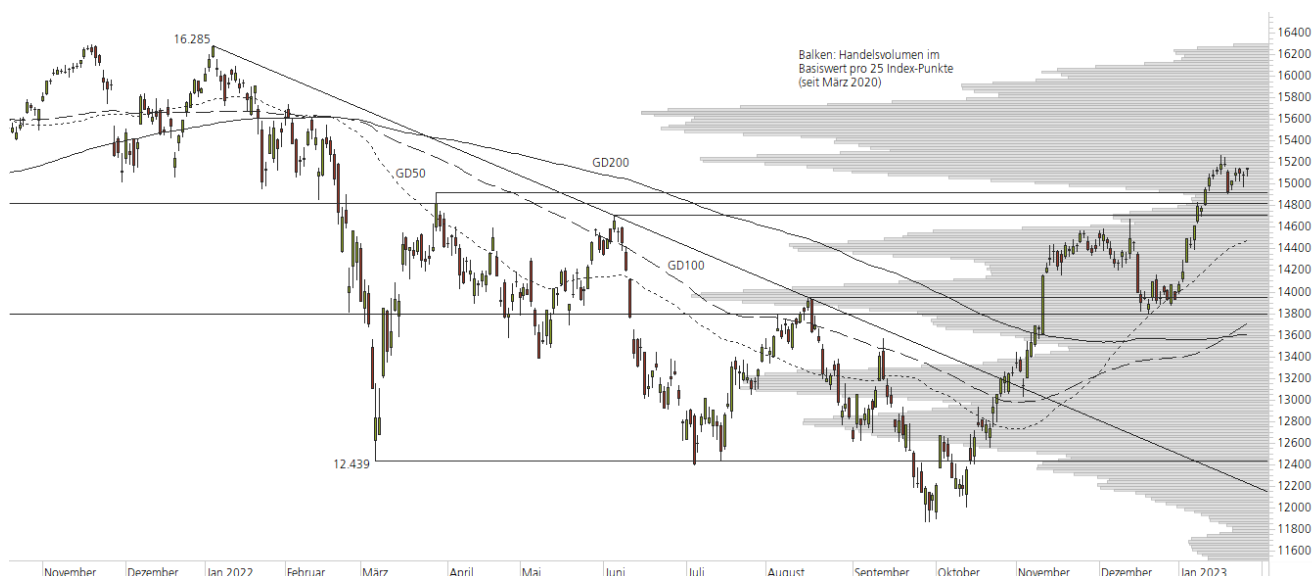 16.285
Balken: Handelsvolumen im
Basiswert pro 25 Index-Punkte
(seit März 2020)
GD200
GD50
GD100
12.439
16400
16200
16000
15800
15600
15400
15200
15000
14800
14600
14400
14200
14000
13800
13600
13400
13200
13000
12800
12600
12400
12200
12000
11800
11600
November
Dezember
Jan 2022
Februar
März
April
Mai
Juni
Juli
August
September
Oktober
November
Dezember
Jan 2023